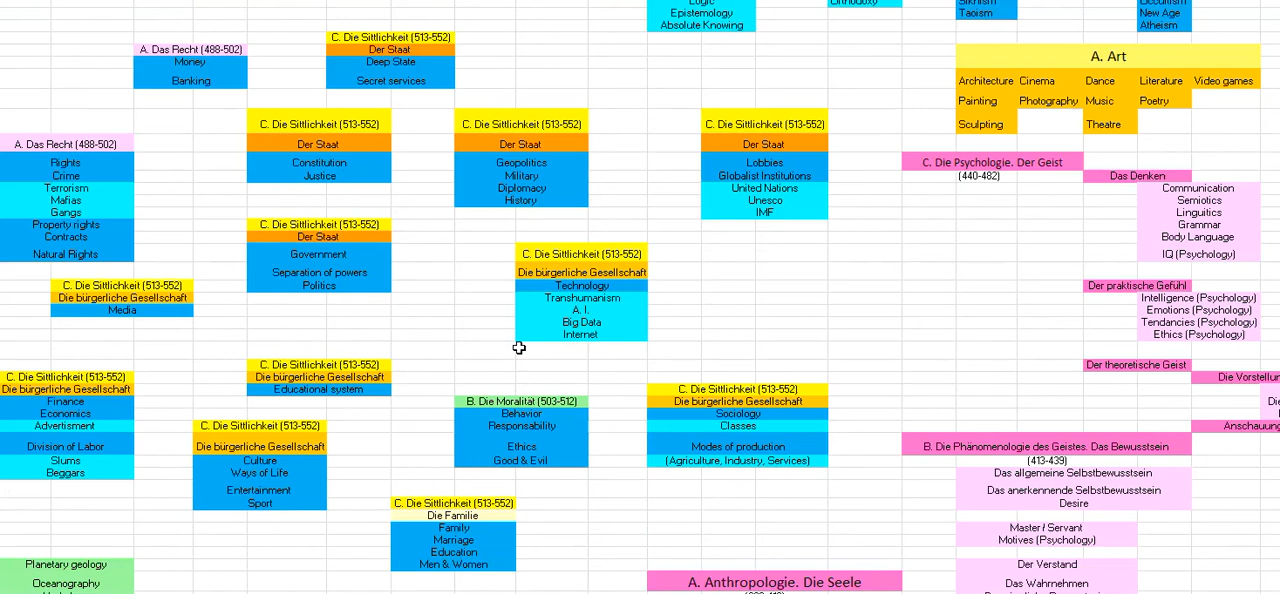 Epistemology
Absolute Knowing
Taoism
New Age
Atheism
A. Das Recht (488-502)
Money
Banking
C. Die Sittlichkeit (513-552)
Der Staat
Deep State
Secret services
A. Art
Architecture Cinema Dance Literature Video games
Painting Photography Music Poetry
Sculpting Theatre
A. Das Recht (488-502)
Rights
Crime
Terrorism
Mafias
Gangs
Property rights
Contracts
Natural Rights
C. Die Sittlichkeit (513-552)
Der Staat
Constitution
Justice
C. Die Sittlichkeit (513-552)
Der Staat
Geopolitics
Military
Diplomacy
History
C. Die Sittlichkeit (513-552)
Der Staat
Lobbies
Globalist Institutions
United Nations
Unesco
IMF
C. Die Psychologie. Der Geist
(440-482)
Das Denken
Communication
Semiotics
Linguitics
Grammar
Body Language
IQ (Psychology)
C. Die Sittlichkeit (513-552)
Der Staat
Government
Separation of powers
Politics
C. Die Sittlichkeit (513-552)
Die bürgerliche Gesellschaft
Technology
Transhumanism
A. I.
Big Data
Internet
C. Die Sittlichkeit (513-552)
Die bürgerliche Gesellschaft
Media
Der praktische Gefühl
Intelligence (Psychology)
Emotions (Psychology)
Tendancies (Psychology)
Ethics (Psychology)
Der theoretische Geist
Die Vorstellun
Die
Anschauung
C. Die Sittlichkeit (513-552)
Die bürgerliche Gesellschaft
Finance
Economics
Advertisment
Division of Labor
Slums
Beggars
C. Die Sittlichkeit (513-552)
Die bürgerliche Gesellschaft
Educational system
C. Die Sittlichkeit (513-552)
Die bürgerliche Gesellschaft
Culture
Ways of Life
Entertainment
Sport
B. Die Moralität (503-512)
Behavior
Responsability
Ethics
Good & Evil
C. Die Sittlichkeit (513-552)
Die bürgerliche Gesellschaft
Sociology
Classes
Modes of production
(Agriculture, Industry, Services)
B. Die Phänomenologie des Geistes. Das Bewusstsein
(413-439)
Das allgemeine Selbstbewusstsein
Das anerkennende Selbstbewusstsein
Desire
Master / Servant
Motives (Psychology)
Der Verstand
Das Wahrnehmen
C. Die Sittlichkeit (513-552)
Die Familie
Family
Marriage
Education
Men & Women
Planetary geology
Oceanography
A. Anthropologie. Die Seele